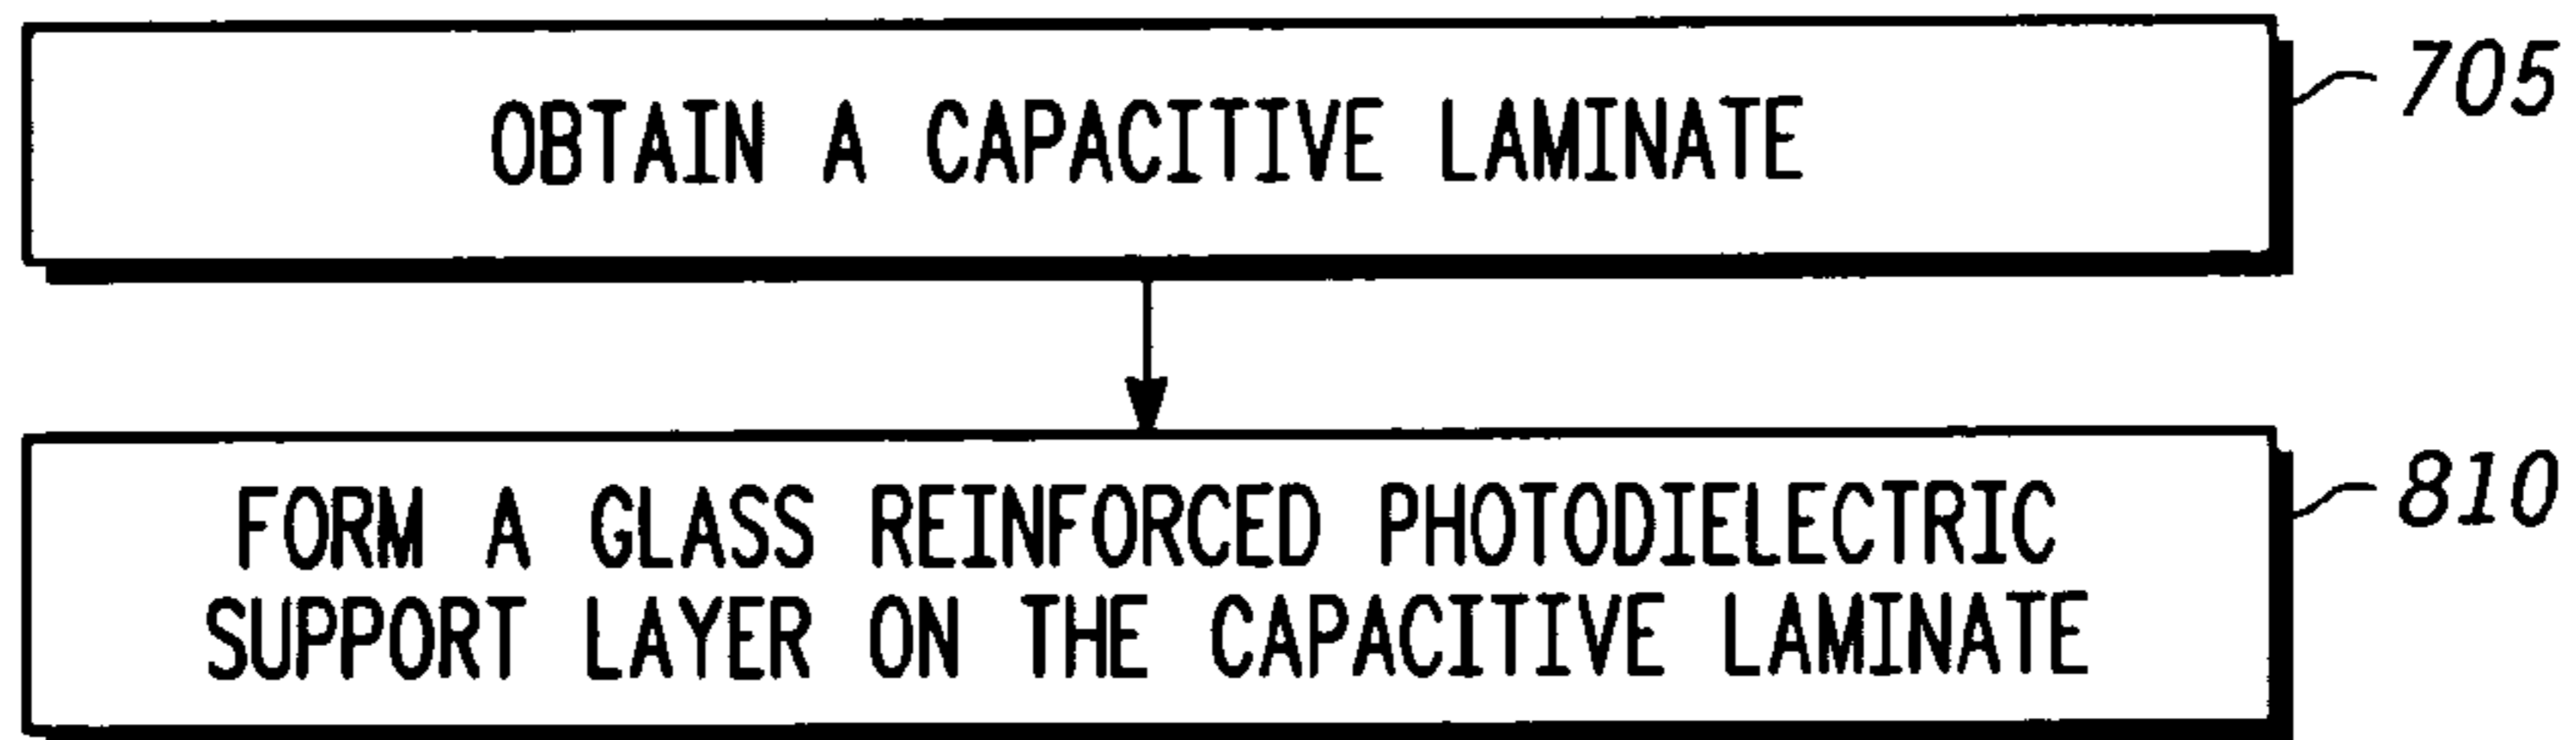 OBTAIN A CAPACITIVE LAMINATE
705
FORM A GLASS REINFORCED PHOTODIELECTRIC
SUPPORT LAYER ON THE CAPACITIVE LAMINATE
810